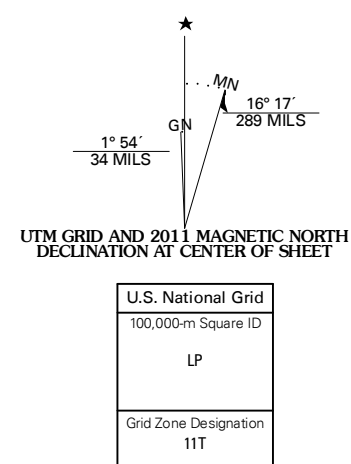 MN
GN
16° 17´
289 MILS
1° 54´
34 MILS
UTM GRID AND 2011 MAGNETIC NORTH
DECLINATION AT CENTER OF SHEET
U.S. National Grid
100,000-m Square ID
LP
Grid Zone Designation
11T